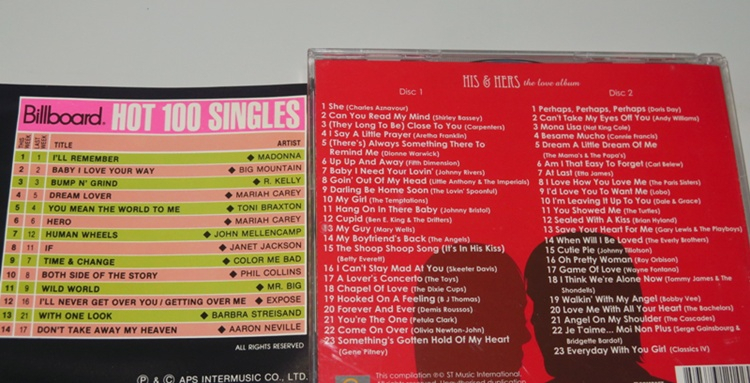 Billboard. HOT 100 SINGLES
THIS WEEK LAST WEEK TITLE ARTIST
1 1 I'LL REMEMBER ◆ MADONNA
2 2 BABY I LOVE YOUR WAY ◆ BIG MOUNTAIN
3 3 BUMP N' GRIND ◆ R. KELLY
4 5 DREAM LOVER ◆ MARIAH CAREY
5 4 YOU MEAN THE WORLD TO ME ◆ TONI BRAXTON
6 6 HERO ◆ MARIAH CAREY
7 12 HUMAN WHEELS ◆ JOHN MELLENCAMP
8 11 IF ◆ JANET JACKSON
9 7 TIME & CHANGE ◆ COLOR ME BAD
10 8 BOTH SIDE OF THE STORY ◆ PHIL COLLINS
11 9 WILD WORLD ◆ MR. BIG
12 16 I'LL NEVER GET OVER YOU / GETTING OVER ME ◆ EXPOSE
13 21 WITH ONE LOOK ◆ BARBRA STREISAND
14 17 DON'T TAKE AWAY MY HEAVEN ◆ AARON NEVILLE
ALL RIGHTS RESERVED
℗ & © APS INTERMUSIC CO., LTD.
HIS & HERS the love album
Disc 1
1 She (Charles Aznavour)
2 Can You Read My Mind (Shirley Bassey)
3 (They Long To Be) Close To You (Carpenters)
4 I Say A Little Prayer (Aretha Franklin)
5 (There's) Always Something There To
Remind Me (Dionne Warwick)
6 Up Up and Away (Fifth Dimension)
7 Baby I Need Your Lovin' (Johnny Rivers)
8 Goin' Out Of My Head (Little Anthony & The Imperials)
9 Darling Be Home Soon (The Lovin' Spoonful)
10 My Girl (The Temptations)
11 Hang On In There Baby (Johnny Bristol)
12 Cupid (Ben E. King & The Drifters)
13 My Guy (Mary Wells)
14 My Boyfriend's Back (The Angels)
15 The Shoop Shoop Song (It's In His Kiss)
(Betty Everett)
16 I Can't Stay Mad At You (Skeeter Davis)
17 A Lover's Concerto (The Toys)
18 Chapel Of Love (The Dixie Cups)
19 Hooked On A Feeling (B J Thomas)
20 Forever And Ever (Demis Roussos)
21 You're The One (Petula Clark)
22 Come On Over (Olivia Newton-John)
23 Something's Gotten Hold Of My Heart
(Gene Pitney)
Disc 2
1 Perhaps, Perhaps, Perhaps (Doris Day)
2 Can't Take My Eyes Off You (Andy Williams)
3 Mona Lisa (Nat King Cole)
4 Besame Mucho (Connie Francis)
5 Dream A Little Dream Of Me
(The Mama's & The Papa's)
6 Am I That Easy To Forget (Carl Belew)
7 At Last (Etta James)
8 I Love How You Love Me (The Paris Sisters)
9 I'd Love You To Want Me (Lobo)
10 I'm Leaving It Up To You (Dale & Grace)
11 You Showed Me (The Turtles)
12 Sealed With A Kiss (Brian Hyland)
13 Save Your Heart For Me (Gary Lewis & The Playboys)
14 When Will I Be Loved (The Everly Brothers)
15 Cutie Pie (Johnny Tillotson)
16 Oh Pretty Woman (Roy Orbison)
17 Game Of Love (Wayne Fontana)
18 I Think We're Alone Now (Tommy James & The
Shondells)
19 Walkin' With My Angel (Bobby Vee)
20 Love Me With All Your Heart (The Bachelors)
21 Angel On My Shoulder (The Cascades)
22 Je T'aime... Moi Non Plus (Serge Gainsbourg &
Bridgette Bardot)
23 Everyday With You Girl (Classics IV)
This compilation ℗© ST Music International